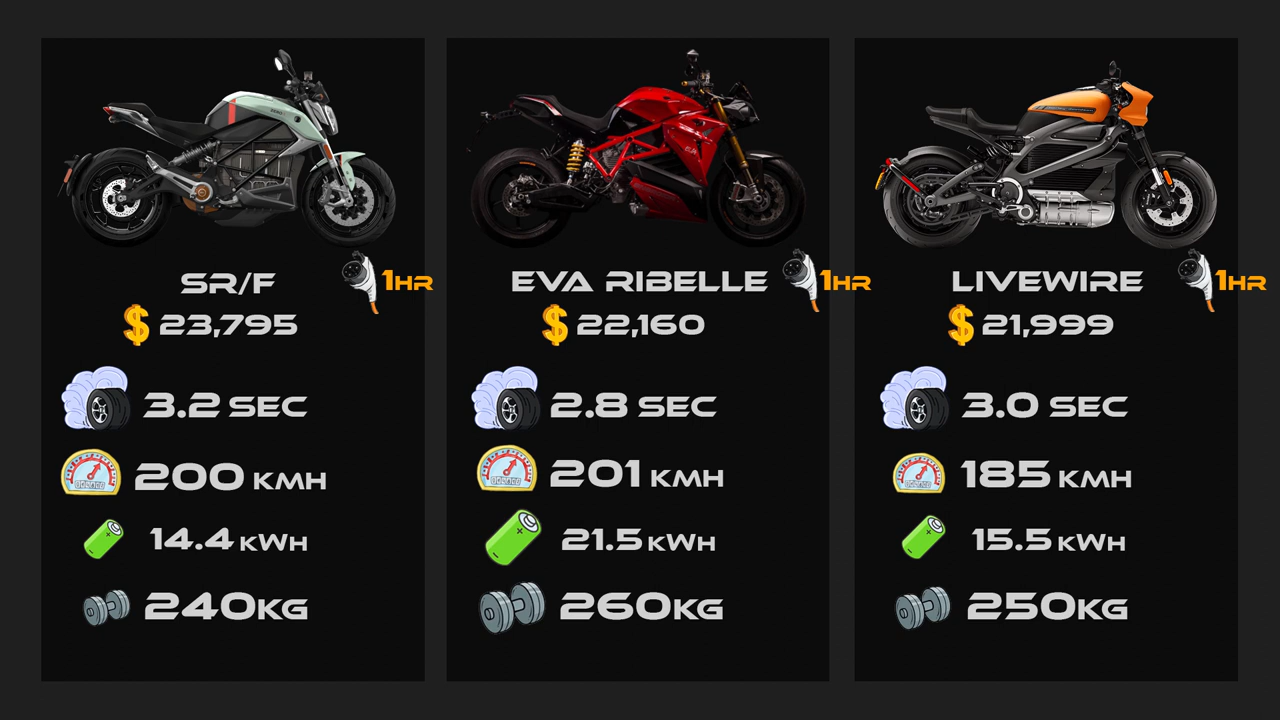 SR/F
1HR
$ 23,795
3.2 SEC
200 KMH
14.4 KWH
240KG
EVA RIBELLE
1HR
$ 22,160
2.8 SEC
201 KMH
21.5 KWH
260KG
LIVEWIRE
1HR
$ 21,999
3.0 SEC
185 KMH
15.5 KWH
250KG